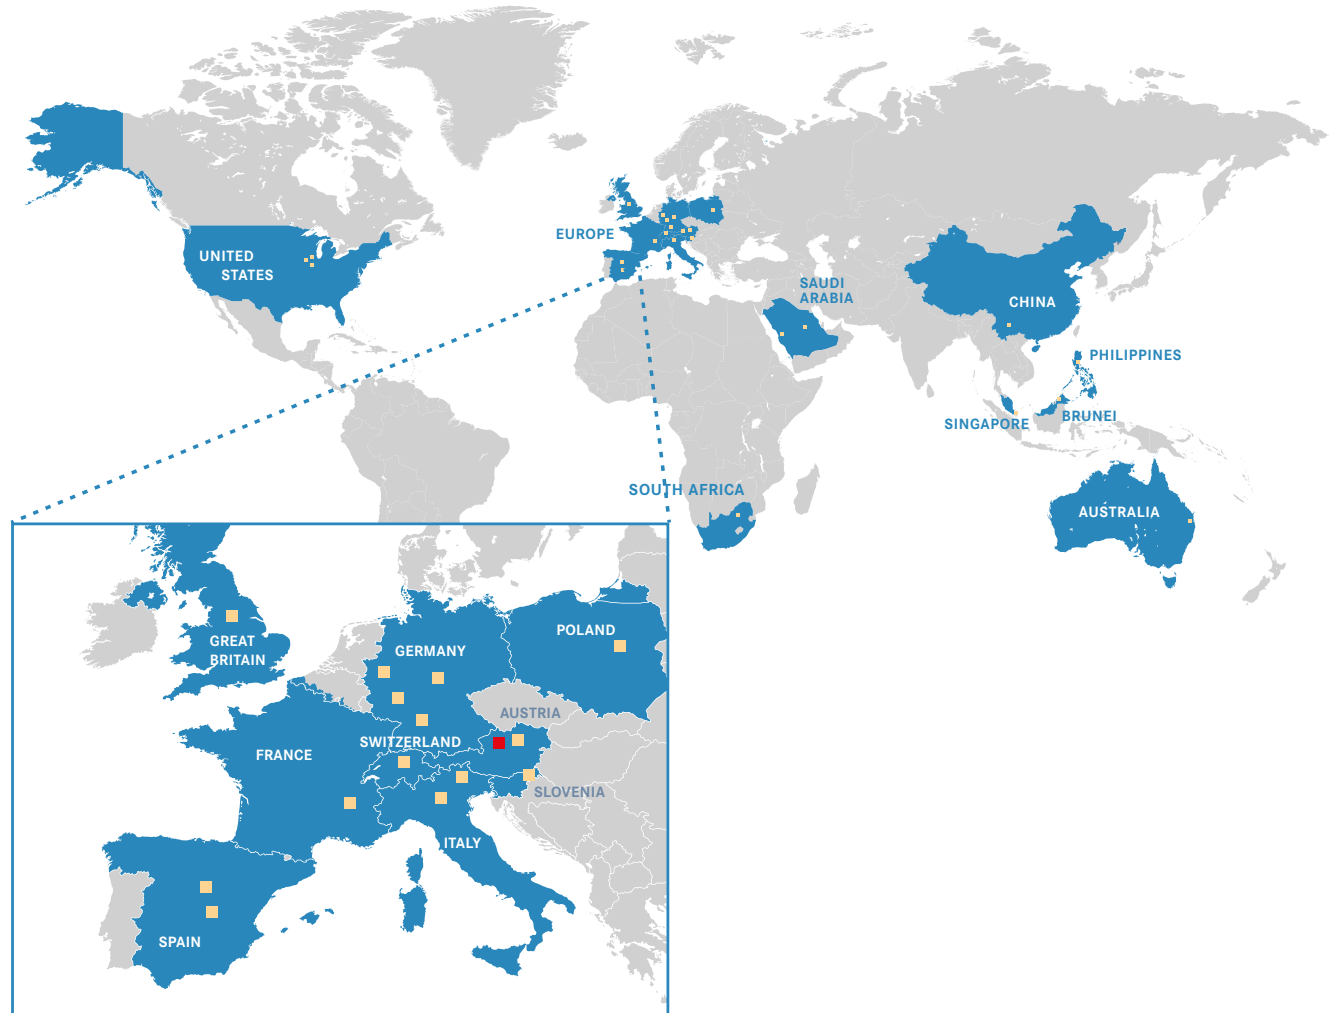 EUROPE
UNITED
STATES
SAUDI
ARABIA
CHINA
PHILIPPINES
SINGAPORE
BRUNEI
SOUTH AFRICA
AUSTRALIA
GREAT
BRITAIN
POLAND
GERMANY
AUSTRIA
SWITZERLAND
FRANCE
SLOVENIA
ITALY
SPAIN